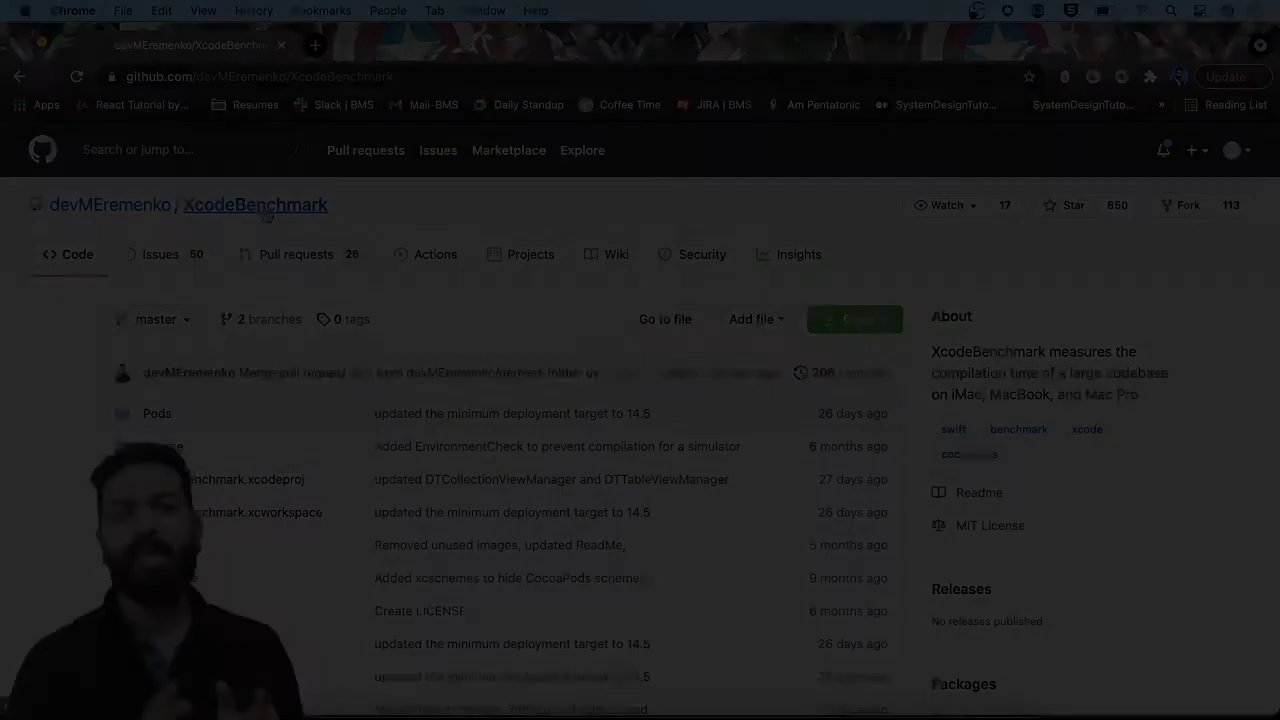 Chrome File Edit View History Bookmarks People Tab Window Help
devMEremenko/XcodeBenchm
github.com/devMEremenko/XcodeBenchmark Update
Apps React Tutorial by... Resumes Slack | BMS Mail-BMS Daily Standup Coffee Time JIRA | BMS Am Pentatonic SystemDesignTuto... SystemDesignTuto... » Reading List
Search or jump to... / Pull requests Issues Marketplace Explore
devMEremenko / XcodeBenchmark Watch 17 Star 850 Fork 113
Code Issues 50 Pull requests 26 Actions Projects Wiki Security Insights
master 2 branches 0 tags Go to file Add file
About
XcodeBenchmark measures the
compilation time of a large codebase
on iMac, MacBook, and Mac Pro
swift benchmark xcode
Readme
MIT License
Releases
No releases published
Packages
devMEremenko 206
Pods updated the minimum deployment target to 14.5 26 days ago
Added EnvironmentCheck to prevent compilation for a simulator 6 months ago
nchmark.xcodeproj updated DTCollectionViewManager and DTTableViewManager 27 days ago
nchmark.xcworkspace updated the minimum deployment target to 14.5 26 days ago
Removed unused images, updated ReadMe, 5 months ago
Added xcschemes to hide CocoaPods scheme 9 months ago
Create LICENSE 6 months ago
updated the minimum deployment target to 14.5 26 days ago